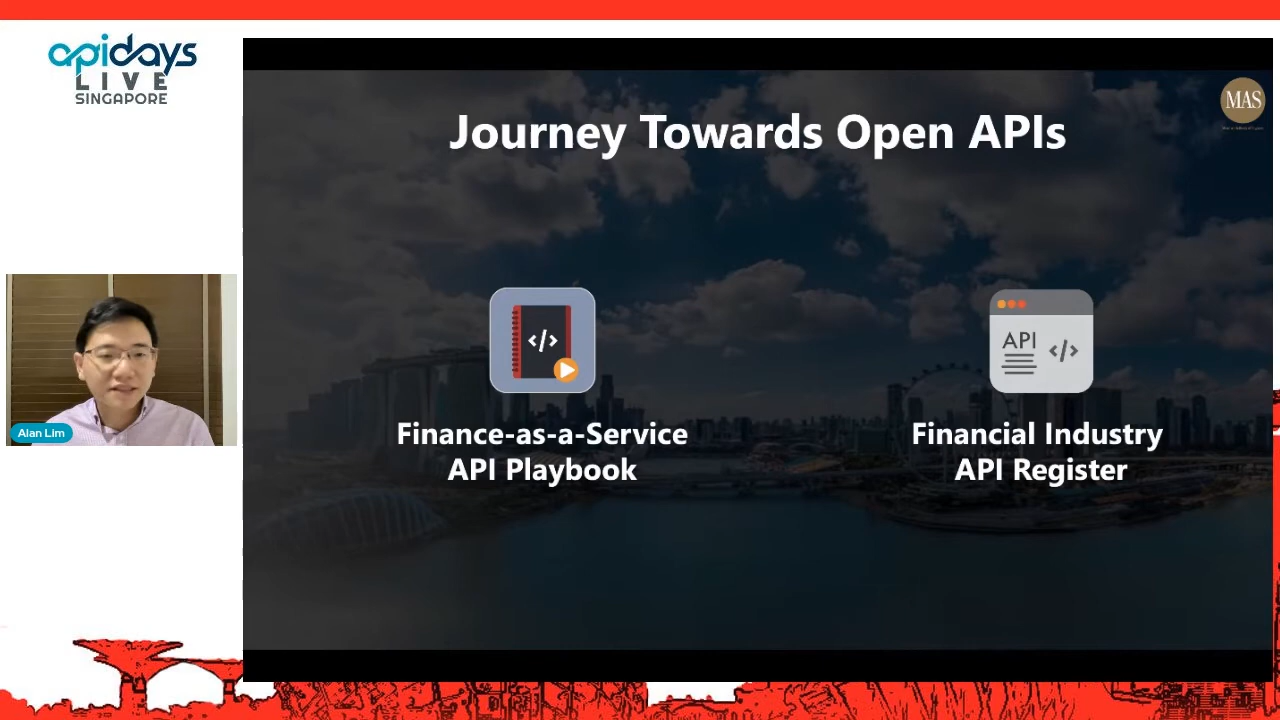 apidays
LIVE
SINGAPORE
MAS
Journey Towards Open APIs
</>
API
</>
Finance-as-a-Service
API Playbook
Financial Industry
API Register
Alan Lim